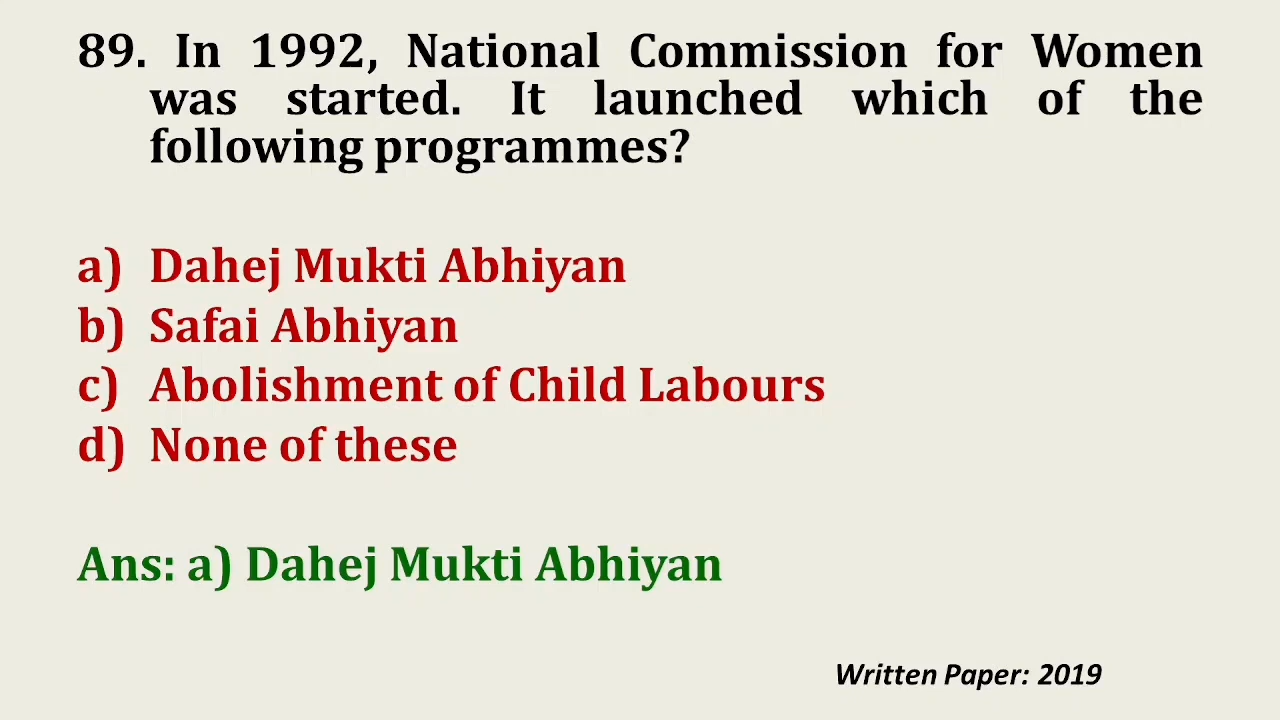 89. In 1992, National Commission for Women
was started. It launched which of the
following programmes?
a) Dahej Mukti Abhiyan
b) Safai Abhiyan
c) Abolishment of Child Labours
d) None of these
Ans: a) Dahej Mukti Abhiyan
Written Paper: 2019